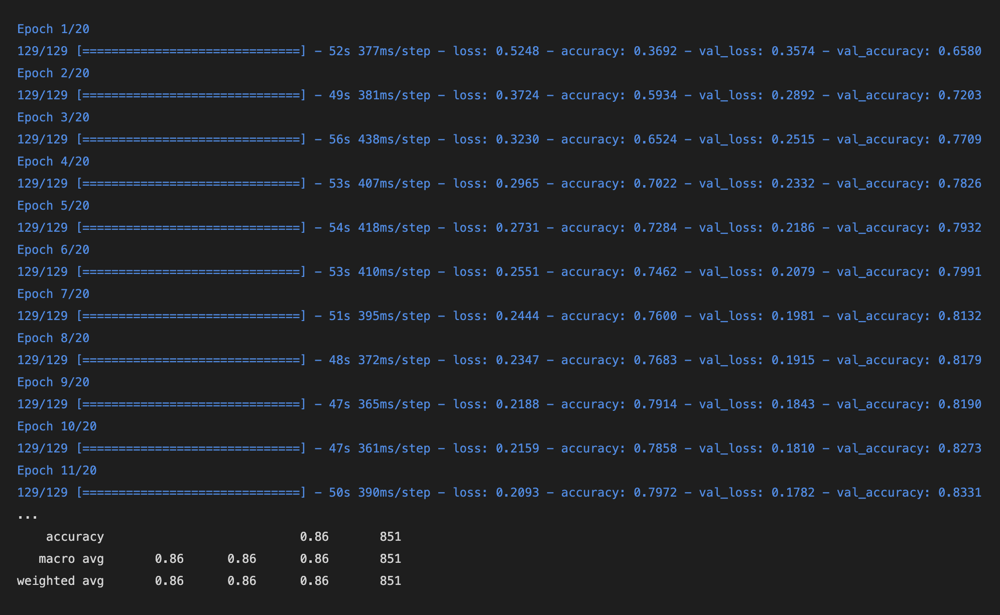 Epoch 1/20
129/129 [==============================] - 52s 377ms/step - loss: 0.5248 - accuracy: 0.3692 - val_loss: 0.3574 - val_accuracy: 0.6580
Epoch 2/20
129/129 [==============================] - 49s 381ms/step - loss: 0.3724 - accuracy: 0.5934 - val_loss: 0.2892 - val_accuracy: 0.7203
Epoch 3/20
129/129 [==============================] - 56s 438ms/step - loss: 0.3230 - accuracy: 0.6524 - val_loss: 0.2515 - val_accuracy: 0.7709
Epoch 4/20
129/129 [==============================] - 53s 407ms/step - loss: 0.2965 - accuracy: 0.7022 - val_loss: 0.2332 - val_accuracy: 0.7826
Epoch 5/20
129/129 [==============================] - 54s 418ms/step - loss: 0.2731 - accuracy: 0.7284 - val_loss: 0.2186 - val_accuracy: 0.7932
Epoch 6/20
129/129 [==============================] - 53s 410ms/step - loss: 0.2551 - accuracy: 0.7462 - val_loss: 0.2079 - val_accuracy: 0.7991
Epoch 7/20
129/129 [==============================] - 51s 395ms/step - loss: 0.2444 - accuracy: 0.7600 - val_loss: 0.1981 - val_accuracy: 0.8132
Epoch 8/20
129/129 [==============================] - 48s 372ms/step - loss: 0.2347 - accuracy: 0.7683 - val_loss: 0.1915 - val_accuracy: 0.8179
Epoch 9/20
129/129 [==============================] - 47s 365ms/step - loss: 0.2188 - accuracy: 0.7914 - val_loss: 0.1843 - val_accuracy: 0.8190
Epoch 10/20
129/129 [==============================] - 47s 361ms/step - loss: 0.2159 - accuracy: 0.7858 - val_loss: 0.1810 - val_accuracy: 0.8273
Epoch 11/20
129/129 [==============================] - 50s 390ms/step - loss: 0.2093 - accuracy: 0.7972 - val_loss: 0.1782 - val_accuracy: 0.8331
...
    accuracy                           0.86       851
   macro avg       0.86      0.86      0.86       851
weighted avg       0.86      0.86      0.86       851